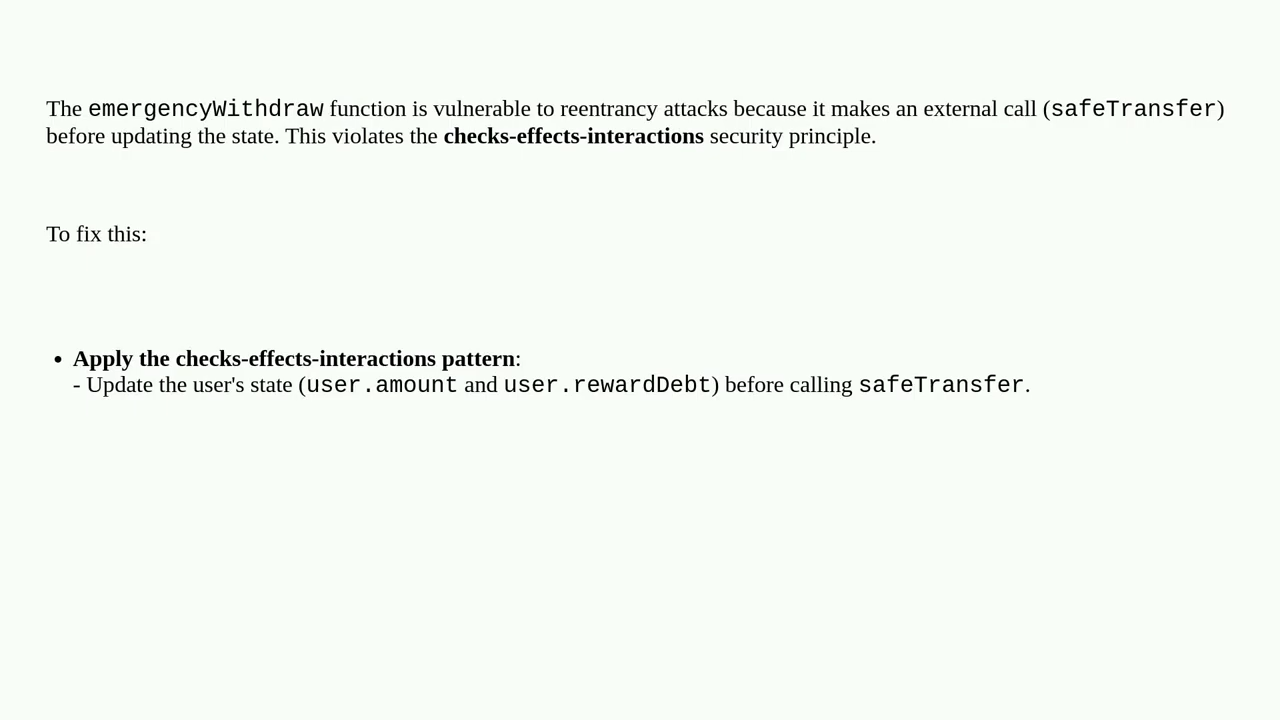 The emergencyWithdraw function is vulnerable to reentrancy attacks because it makes an external call (safeTransfer)
before updating the state. This violates the checks-effects-interactions security principle.
To fix this:
• Apply the checks-effects-interactions pattern:
- Update the user's state (user.amount and user.rewardDebt) before calling safeTransfer.